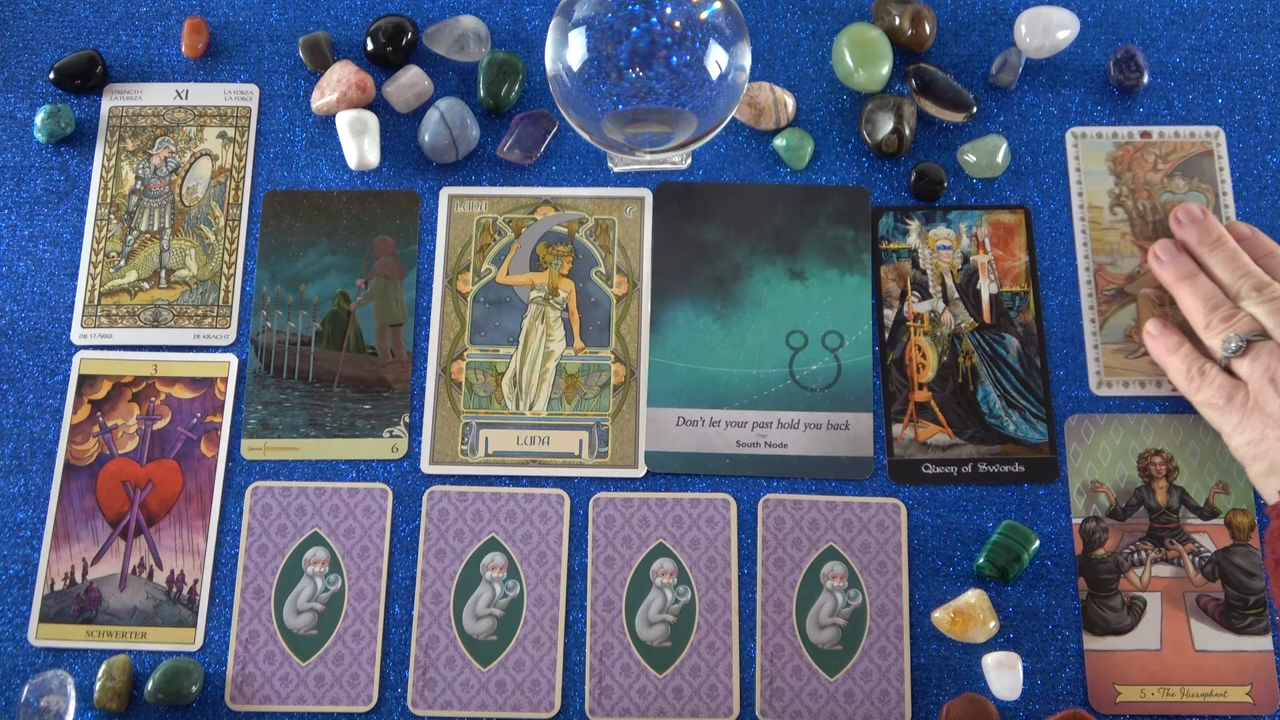 STRENGTH
LA FUERZA
XI
LA FORZA
LA FORCE
DIE STÄRKE
DE KRACHT
3
SCHWERTER
6
LUNA
LUNA
Don't let your past hold you back
South Node
Queen of Swords
5 • The Hierophant